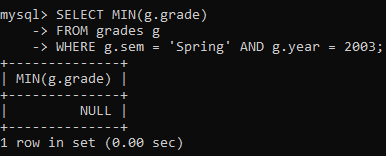 mysql> SELECT MIN(g.grade)
    -> FROM grades g
    -> WHERE g.sem = 'Spring' AND g.year = 2003;
+--------------+
| MIN(g.grade) |
+--------------+
|         NULL |
+--------------+
1 row in set (0.00 sec)